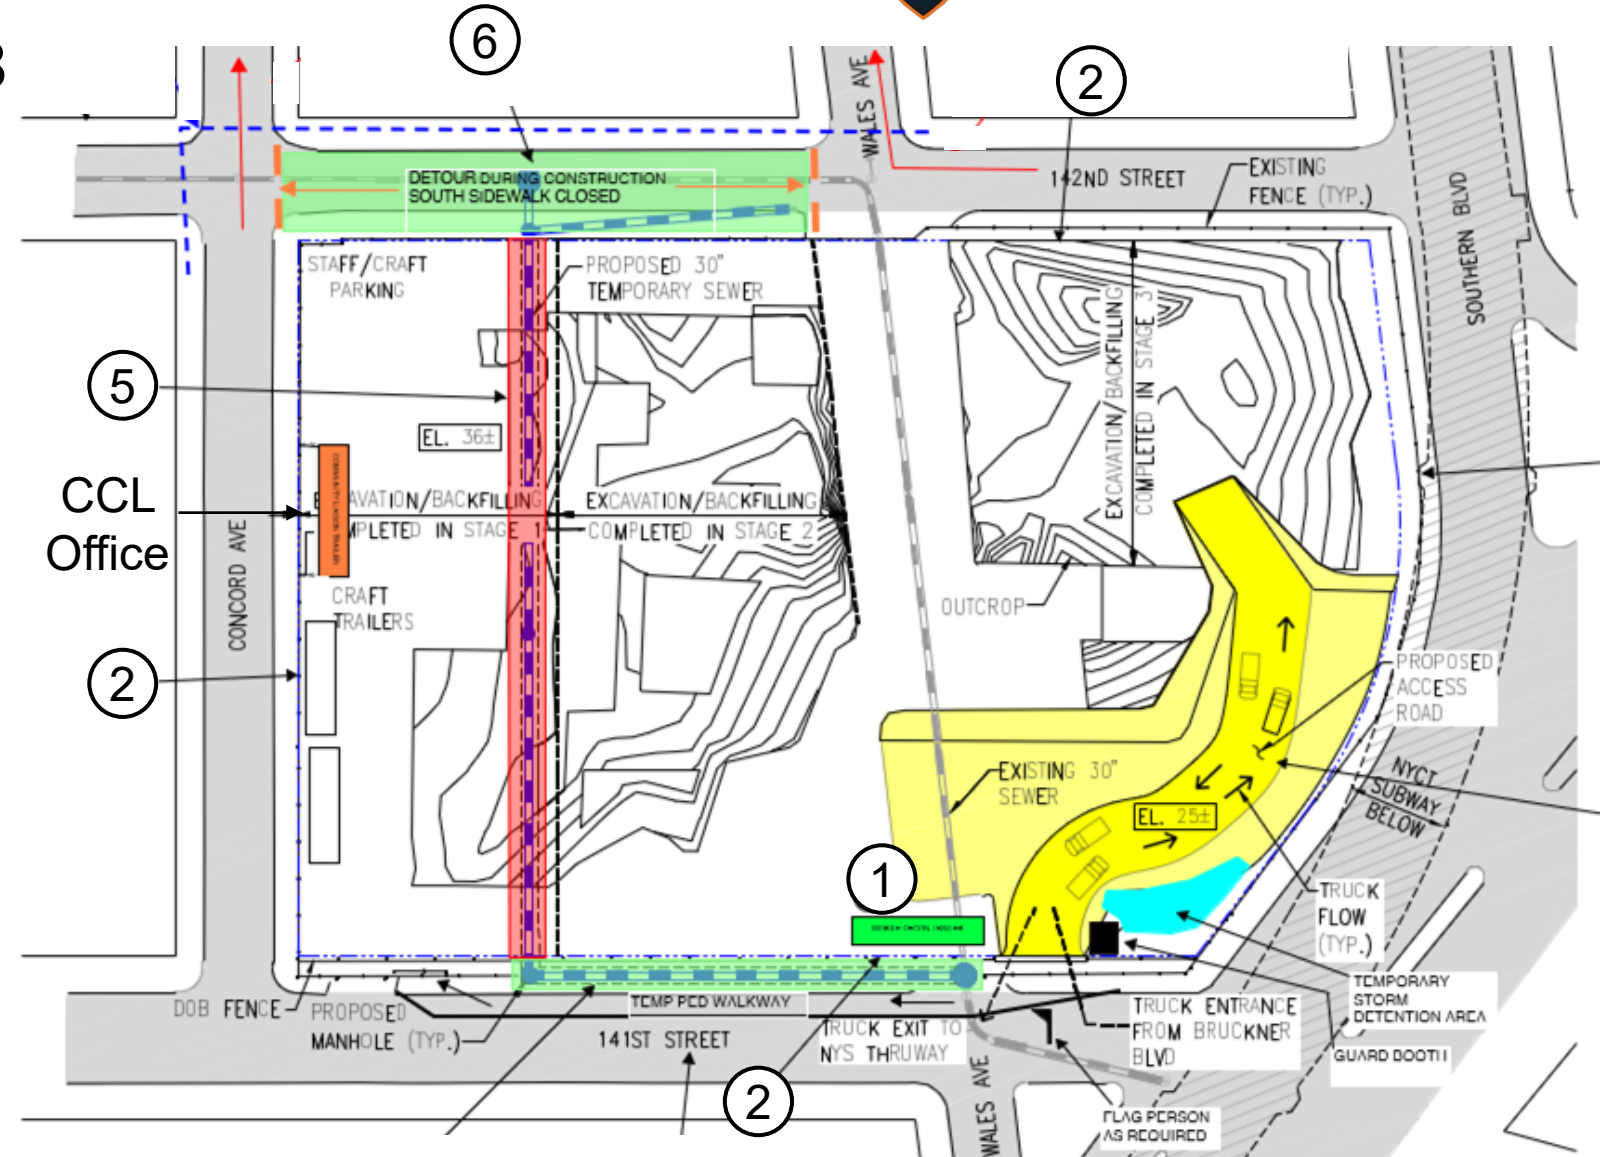 6
2
WALES AVE
DETOUR DURING CONSTRUCTION
SOUTH SIDEWALK CLOSED
142ND STREET
EXISTING
FENCE (TYP.)
SOUTHERN BLVD
STAFF/CRAFT
PARKING
PROPOSED 30"
TEMPORARY SEWER
5
EL. 36±
EXCAVATION/BACKFILLING
COMPLETED IN STAGE 3
CCL
Office
AVATION/BACKFILLING
MPLETED IN STAGE 1
EXCAVATION/BACKFILLING
COMPLETED IN STAGE 2
CONCORD AVE
CRAFT
TRAILERS
OUTCROP
2
PROPOSED
ACCESS
ROAD
EXISTING 30"
SEWER
EL. 25±
NYCT
SUBWAY
BELOW
1
TRUCK
FLOW
(TYP.)
TEMPORARY
STORM
DETENTION AREA
DOB FENCE
PROPOSED
MANHOLE (TYP.)
TEMP PED WALKWAY
141ST STREET
TRUCK EXIT TO
NYS THRUWAY
TRUCK ENTRANCE
FROM BRUCKNER
BLVD
GUARD BOOTH
2
WALES AVE
FLAG PERSON
AS REQUIRED